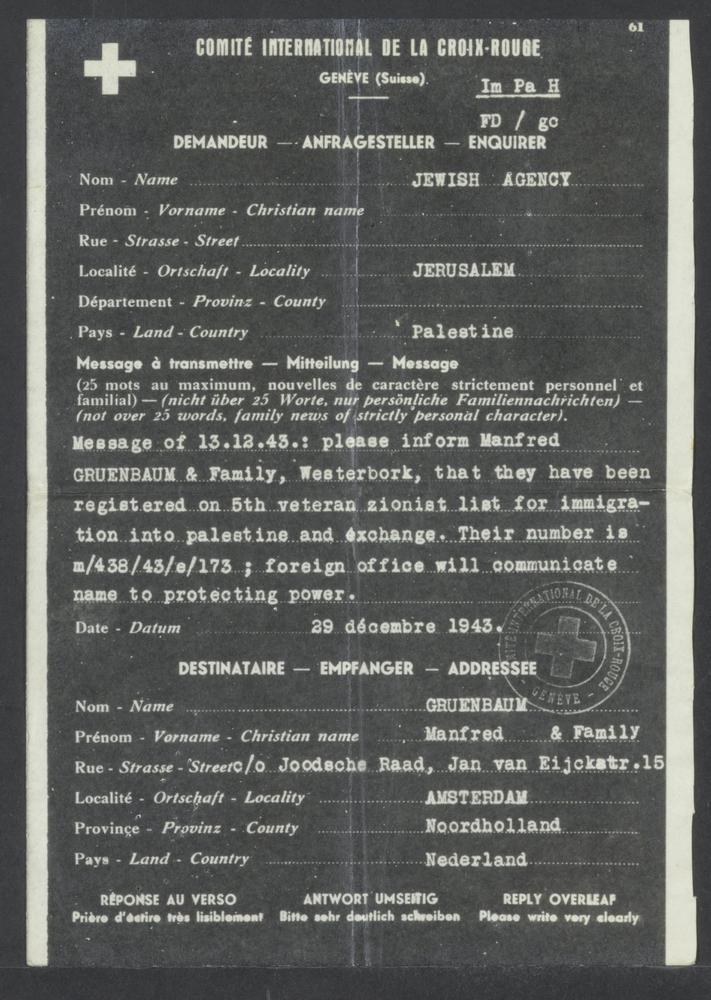 61
COMITÉ INTERNATIONAL DE LA CROIX-ROUGE
GENÈVE (Suisse)
Im Pa H
FD / gc
DEMANDEUR — ANFRAGESTELLER — ENQUIRER
Nom - Name JEWISH AGENCY
Prénom - Vorname - Christian name
Rue - Strasse - Street
Localité - Ortschaft - Locality JERUSALEM
Département - Provinz - County
Pays - Land - Country Palestine
Message à transmettre — Mitteilung — Message
(25 mots au maximum, nouvelles de caractère strictement personnel et
familial) — (nicht über 25 Worte, nur persönliche Familiennachrichten) —
(not over 25 words, family news of strictly personal character).
Message of 13.12.43.: please inform Manfred
GRUENBAUM & Family, Westerbork, that they have been
registered on 5th veteran zionist list for immigra-
tion into palestine and exchange. Their number is
m/438/43/e/173 ; foreign office will communicate
name to protecting power.
Date - Datum 29 décembre 1943.
COMITÉ INTERNATIONAL DE LA CROIX-ROUGE
- GENÈVE -
DESTINATAIRE — EMPFANGER — ADDRESSEE
Nom - Name GRUENBAUM
Prénom - Vorname - Christian name Manfred & Family
Rue - Strasse - Street c/o Joodsche Raad, Jan van Eijckstr.15
Localité - Ortschaft - Locality AMSTERDAM
Province - Provinz - County Noordholland
Pays - Land - Country Nederland
RÉPONSE AU VERSO ANTWORT UMSEITIG REPLY OVERLEAF
Prière d'écrire très lisiblement Bitte sehr deutlich schreiben Please write very clearly